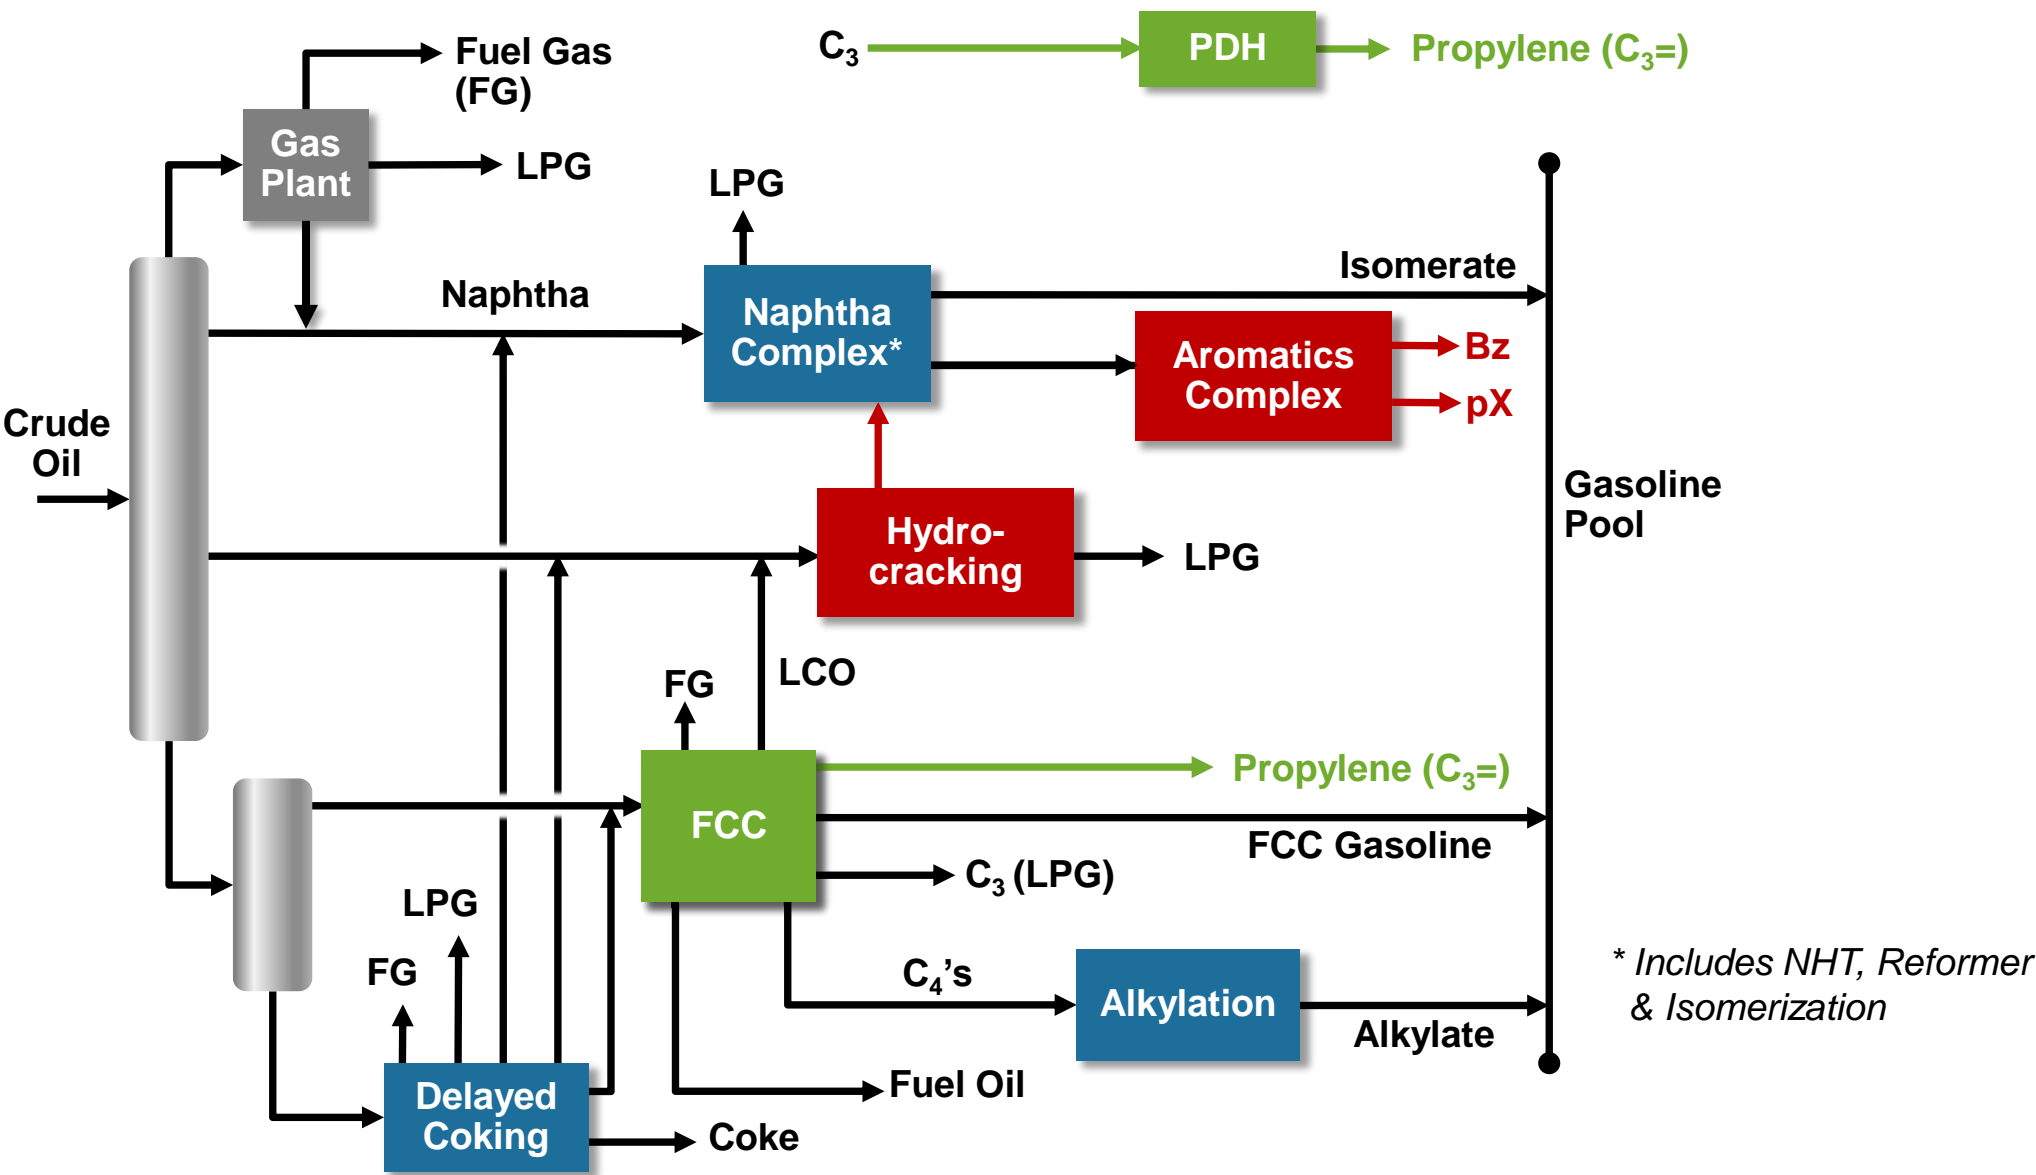 C₃
PDH
Propylene (C₃=)
Fuel Gas
(FG)
Gas
Plant
LPG
LPG
Naphtha
Naphtha
Complex*
Isomerate
Aromatics
Complex
Bz
pX
Crude
Oil
Gasoline
Pool
Hydro-
cracking
LPG
FG
LCO
Propylene (C₃=)
FCC
FCC Gasoline
C₃ (LPG)
LPG
FG
C₄'s
Alkylation
Alkylate
* Includes NHT, Reformer
& Isomerization
Fuel Oil
Delayed
Coking
Coke